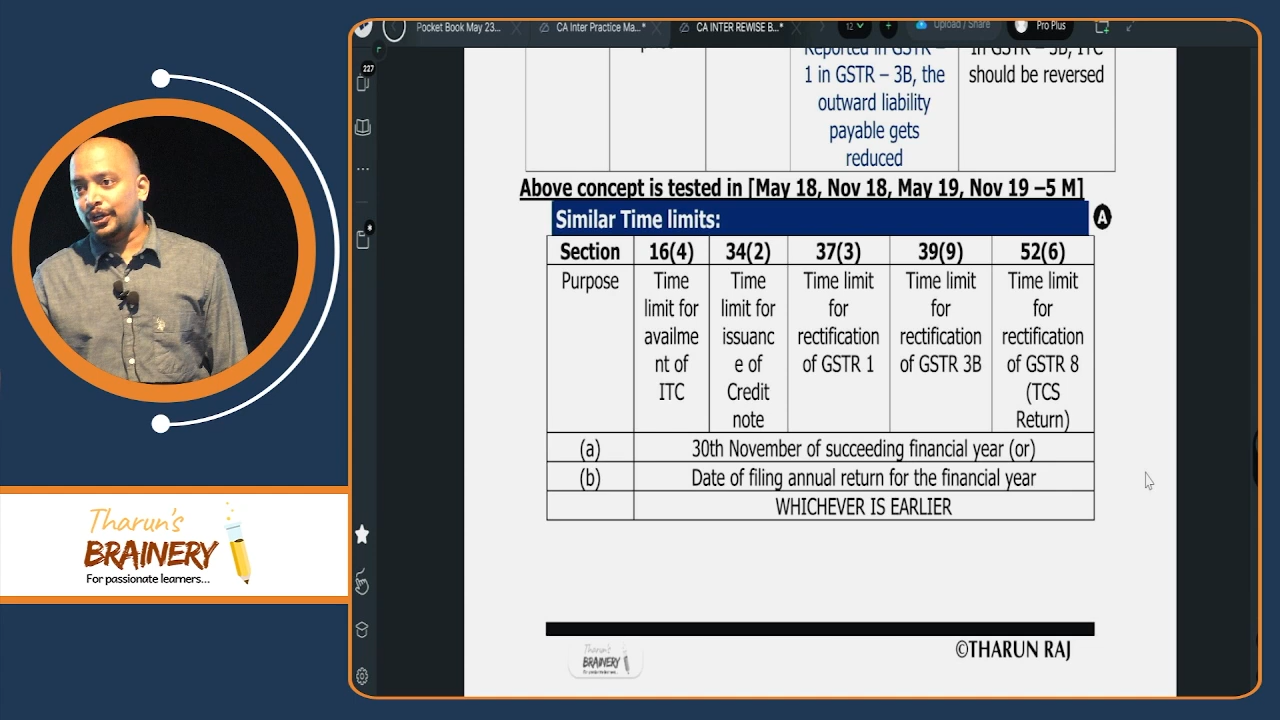 Pocket Book May 23...
CA Inter Practice Ma...*
CA INTER REWISE B...*
12
Upload / Share
Pro Plus
227
Reported in GSTR –
1 in GSTR – 3B, the
outward liability
payable gets
reduced
In GSTR – 3B, ITC
should be reversed
Above concept is tested in [May 18, Nov 18, May 19, Nov 19 –5 M]
Similar Time limits:
A
Section 16(4) 34(2) 37(3) 39(9) 52(6)
Purpose
Time
limit for
availme
nt of
ITC
Time
limit for
issuanc
e of
Credit
note
Time limit
for
rectification
of GSTR 1
Time limit
for
rectification
of GSTR 3B
Time limit
for
rectification
of GSTR 8
(TCS
Return)
(a) 30th November of succeeding financial year (or)
(b) Date of filing annual return for the financial year
WHICHEVER IS EARLIER
©THARUN RAJ
Tharun's
BRAINERY
For passionate learners...
Tharun's
BRAINERY